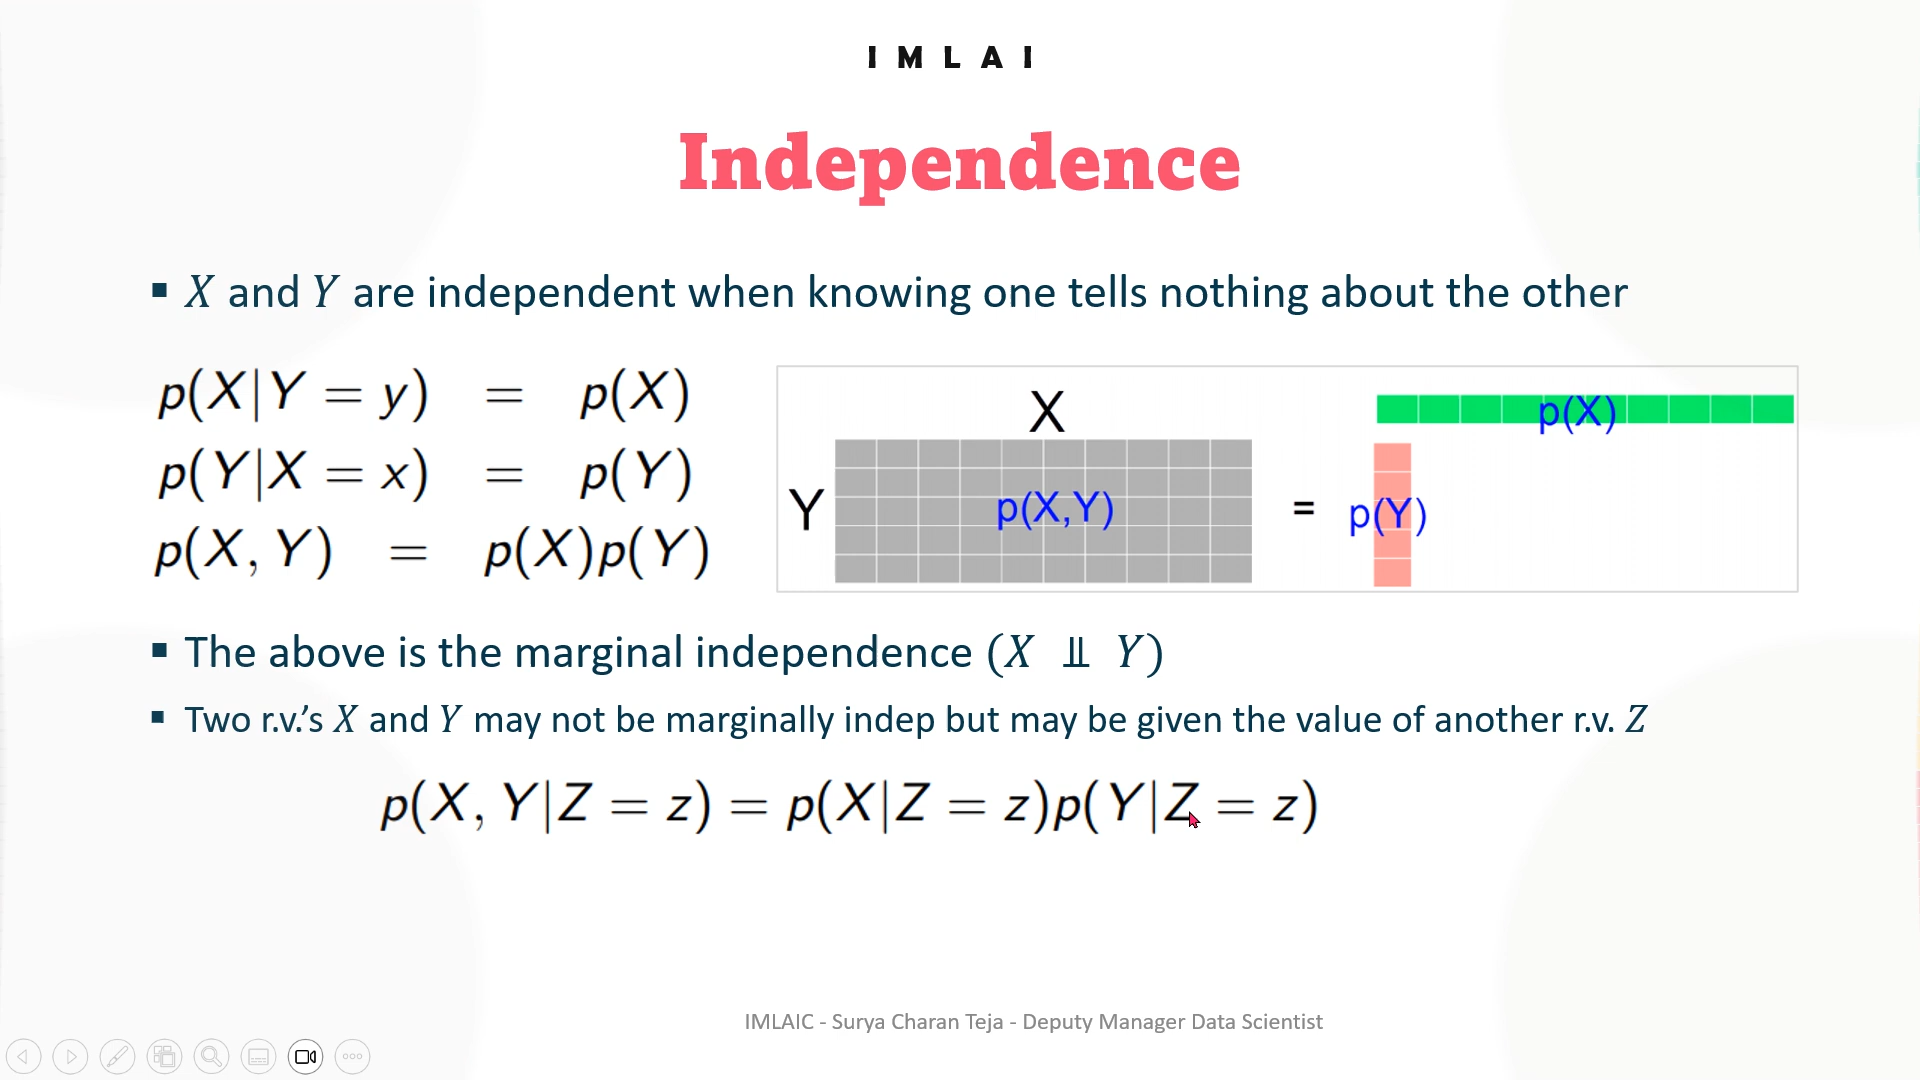 IMLAI
Independence
▪ X and Y are independent when knowing one tells nothing about the other
p(X|Y = y) = p(X)
p(Y|X = x) = p(Y)
p(X, Y) = p(X)p(Y)
X
Y
p(X,Y)
=
p(X)
p(Y)
▪ The above is the marginal independence (X ⫫ Y)
▪ Two r.v.'s X and Y may not be marginally indep but may be given the value of another r.v. Z
p(X, Y|Z = z) = p(X|Z = z)p(Y|Z = z)
IMLAIC - Surya Charan Teja - Deputy Manager Data Scientist